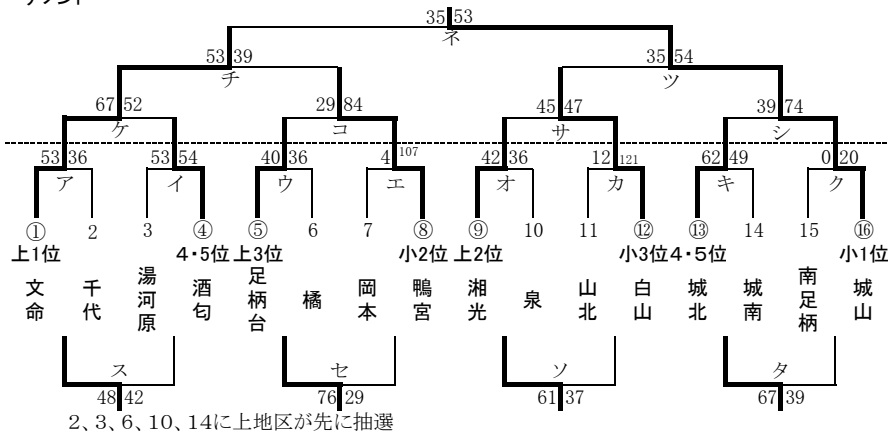 35 53
ネ
53 39
35 54
チ
ツ
67 52
29 84
45 47
39 74
ケ
コ
サ
シ
53 36
53 54
40 36
4 107
42 36
12 121
62 49
0 20
ア
イ
ウ
エ
オ
カ
キ
ク
① 2 3 ④ ⑤ 6 7 ⑧ ⑨ 10 11 ⑫ ⑬ 14 15 ⑯
上1位 4・5位 上3位 小2位 上2位 小3位 4・5位 小1位
文命
千代
湯河原
酒匂
足柄台
橘
岡本
鴨宮
湘光
泉
山北
白山
城北
城南
南足柄
城山
ス
セ
ソ
タ
48 42
76 29
61 37
67 39
2、3、6、10、14に上地区が先に抽選